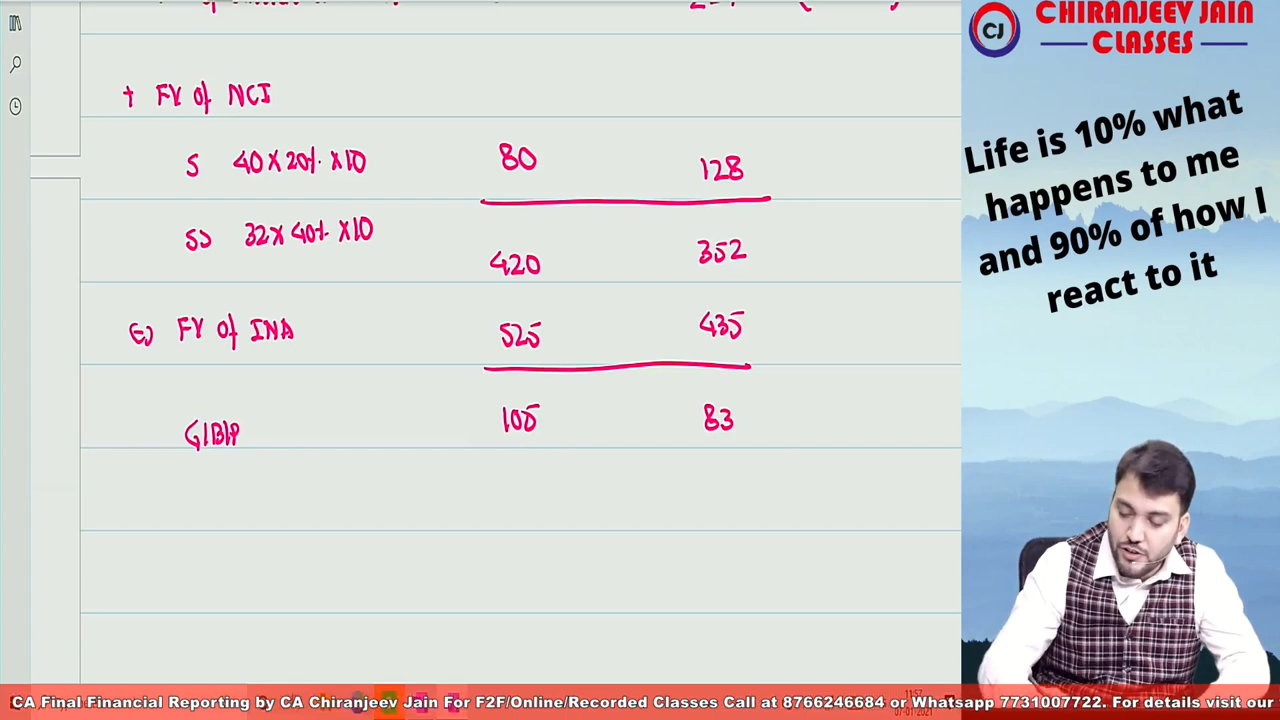 + FV of NCI
S 40 x 20% x 10 80 128
SS 32 x 40% x 10
420 352
(-) FV of INA 525 435
G/BP 105 83
CHIRANJEEV JAIN
CLASSES
CJ
Life is 10% what
happens to me
and 90% of how I
react to it
CA Final Financial Reporting by CA Chiranjeev Jain For F2F/Online/Recorded Classes Call at 8766246684 or Whatsapp 7731007722. For details visit our